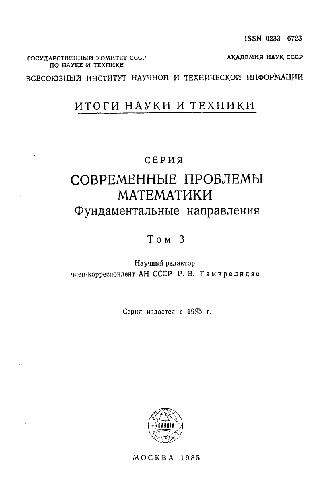 ISSN 0233-6723
ГОСУДАРСТВЕННЫЙ КОМИТЕТ СССР
ПО НАУКЕ И ТЕХНИКЕ
АКАДЕМИЯ НАУК СССР
ВСЕСОЮЗНЫЙ ИНСТИТУТ НАУЧНОЙ И ТЕХНИЧЕСКОЙ ИНФОРМАЦИИ
ИТОГИ НАУКИ И ТЕХНИКИ
СЕРИЯ
СОВРЕМЕННЫЕ ПРОБЛЕМЫ
МАТЕМАТИКИ
Фундаментальные направления
Том 3
Научный редактор
член-корреспондент АН СССР Р. В. Гамкрелидзе
Серия издается с 1985 г.
МОСКВА 1985